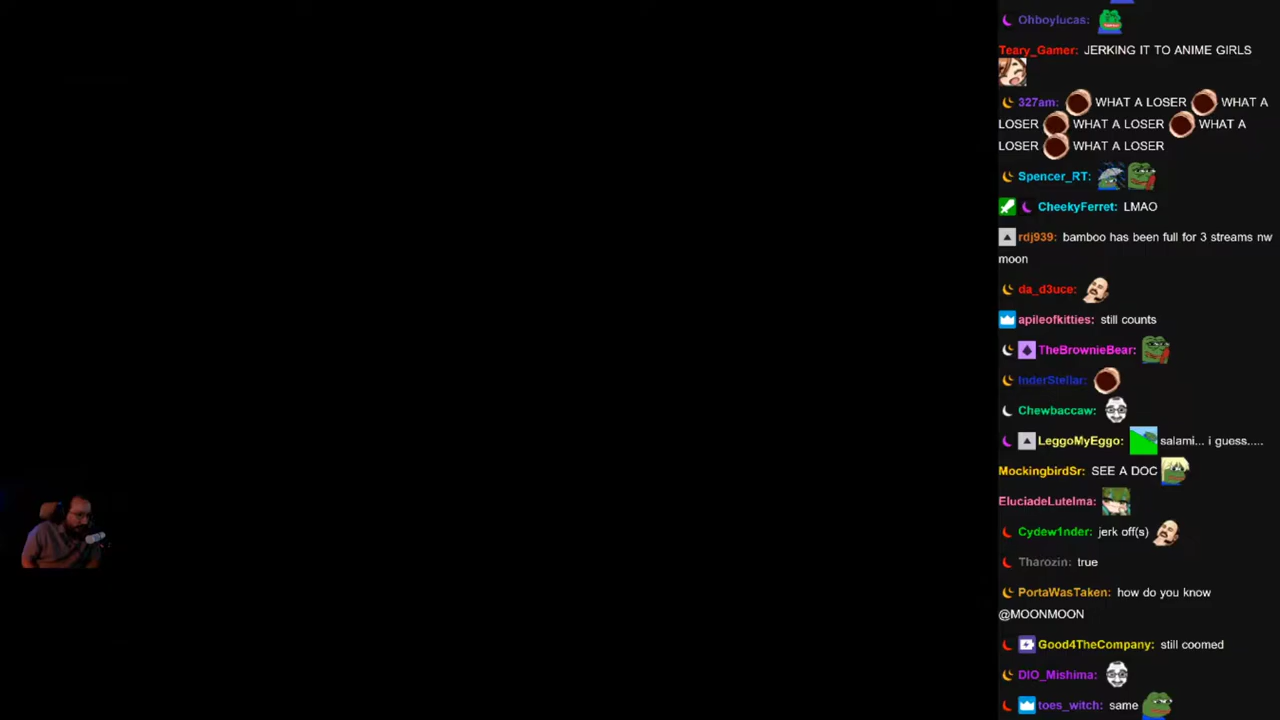 Ohboylucas:
Teary_Gamer: JERKING IT TO ANIME GIRLS
327am: WHAT A LOSER WHAT A
LOSER WHAT A LOSER WHAT A
LOSER WHAT A LOSER
Spencer_RT:
CheekyFerret: LMAO
rdj939: bamboo has been full for 3 streams nw
moon
da_d3uce:
apileofkitties: still counts
TheBrownieBear:
InderStellar:
Chewbaccaw:
LeggoMyEggo: salami... i guess.....
MockingbirdSr: SEE A DOC
EluciadeLutelma:
Cydew1nder: jerk off(s)
Tharozin: true
PortaWasTaken: how do you know
@MOONMOON
Good4TheCompany: still coomed
DIO_Mishima:
toes_witch: same